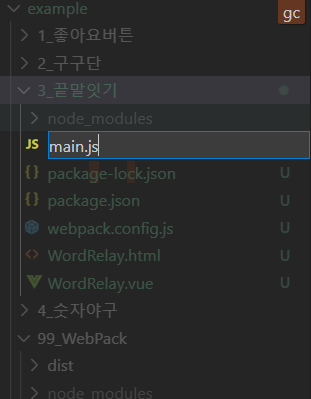 example
gc
1_좋아요버튼
2_구구단
3_끝말잇기
node_modules
JS main.js
{} package-lock.json U
{} package.json U
webpack.config.js U
<> WordRelay.html U
WordRelay.vue U
4_숫자야구
99_WebPack
dist
node_modules